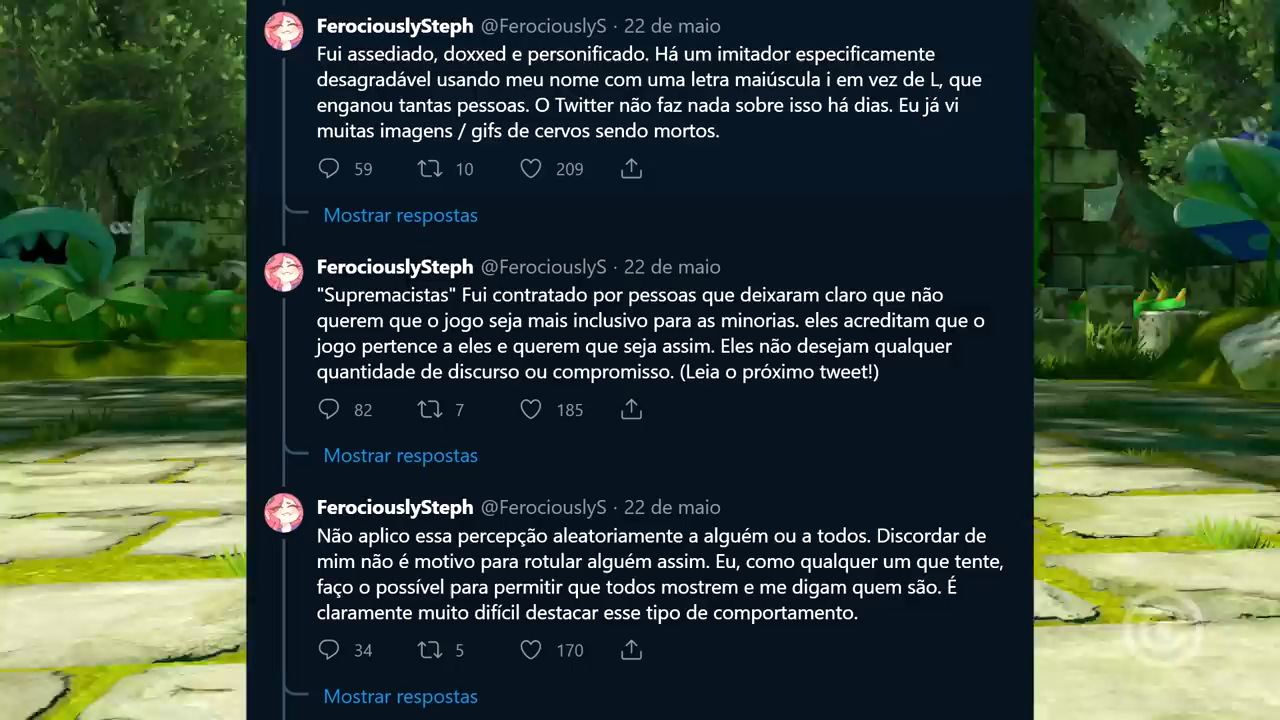 FerociouslySteph @FerociouslyS · 22 de maio
Fui assediado, doxxed e personificado. Há um imitador especificamente
desagradável usando meu nome com uma letra maiúscula i em vez de L, que
enganou tantas pessoas. O Twitter não faz nada sobre isso há dias. Eu já vi
muitas imagens / gifs de cervos sendo mortos.
59 10 209
Mostrar respostas
FerociouslySteph @FerociouslyS · 22 de maio
"Supremacistas" Fui contratado por pessoas que deixaram claro que não
querem que o jogo seja mais inclusivo para as minorias. eles acreditam que o
jogo pertence a eles e querem que seja assim. Eles não desejam qualquer
quantidade de discurso ou compromisso. (Leia o próximo tweet!)
82 7 185
Mostrar respostas
FerociouslySteph @FerociouslyS · 22 de maio
Não aplico essa percepção aleatoriamente a alguém ou a todos. Discordar de
mim não é motivo para rotular alguém assim. Eu, como qualquer um que tente,
faço o possível para permitir que todos mostrem e me digam quem são. É
claramente muito difícil destacar esse tipo de comportamento.
34 5 170
Mostrar respostas